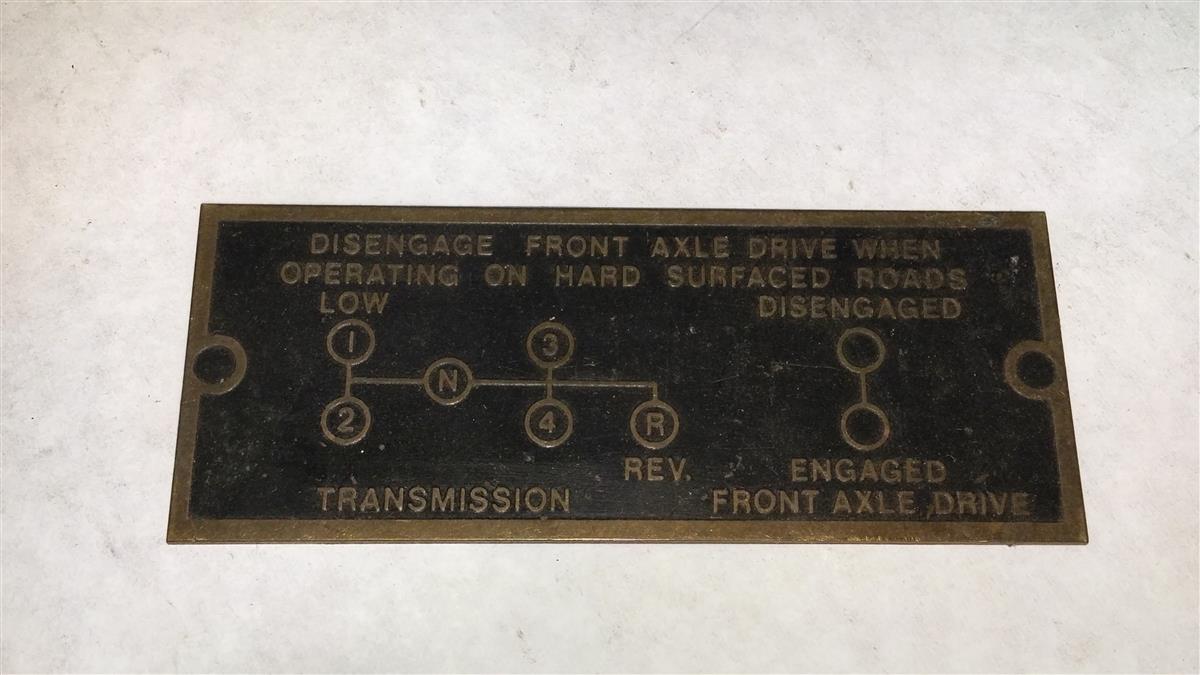 DISENGAGE FRONT AXLE DRIVE WHEN
OPERATING ON HARD SURFACED ROADS
LOW DISENGAGED
1 3
N
2 4 R
REV. ENGAGED
TRANSMISSION FRONT AXLE DRIVE